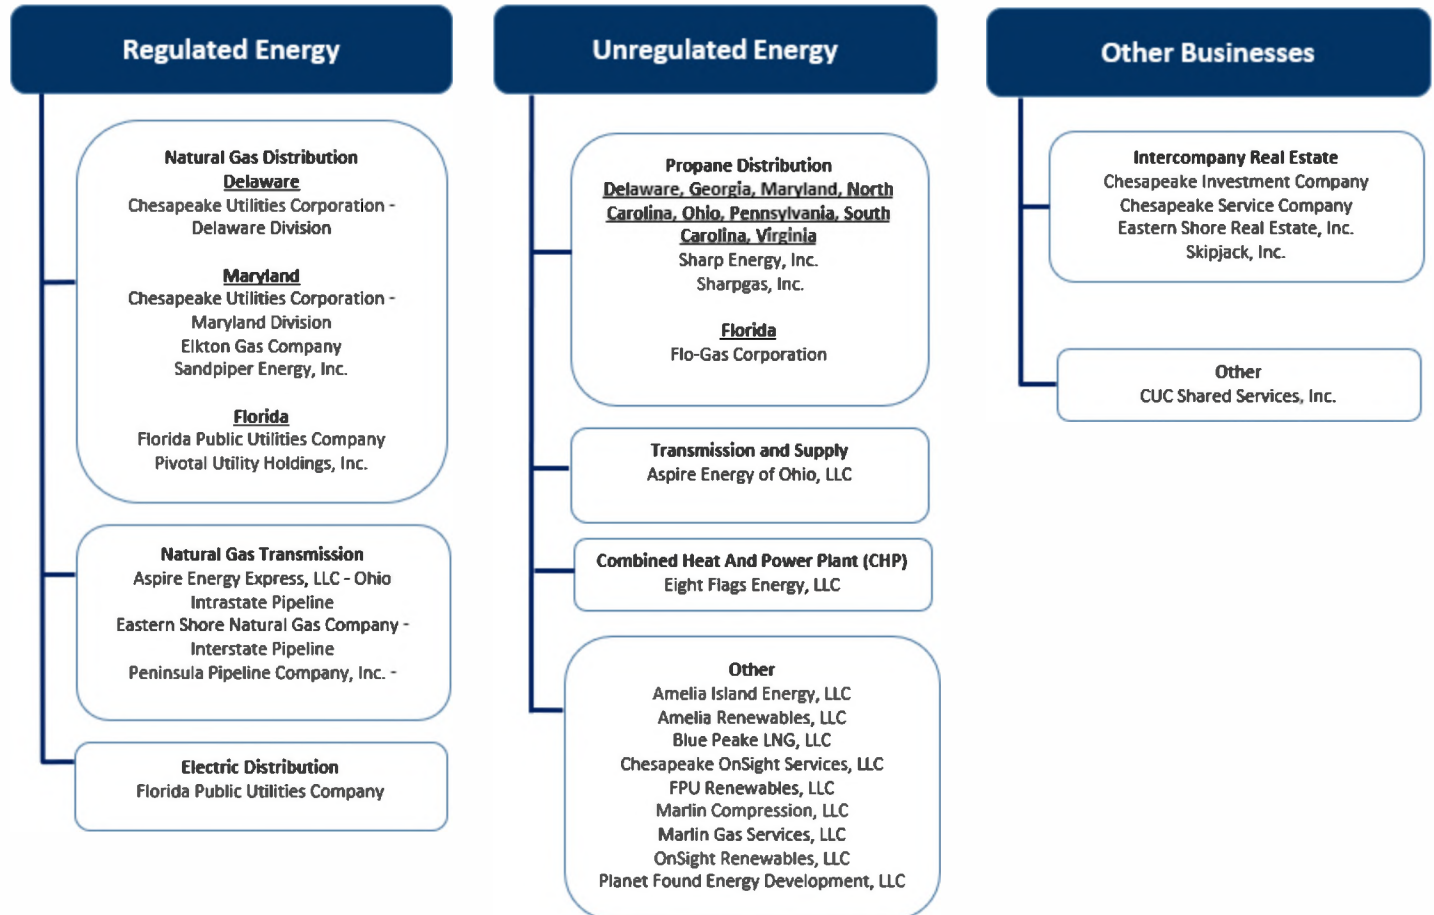 Regulated Energy
Natural Gas Distribution
Delaware
Chesapeake Utilities Corporation -
Delaware Division
Maryland
Chesapeake Utilities Corporation -
Maryland Division
Elkton Gas Company
Sandpiper Energy, Inc.
Florida
Florida Public Utilities Company
Pivotal Utility Holdings, Inc.
Natural Gas Transmission
Aspire Energy Express, LLC - Ohio
Intrastate Pipeline
Eastern Shore Natural Gas Company -
Interstate Pipeline
Peninsula Pipeline Company, Inc. -
Electric Distribution
Florida Public Utilities Company
Unregulated Energy
Propane Distribution
Delaware, Georgia, Maryland, North
Carolina, Ohio, Pennsylvania, South
Carolina, Virginia
Sharp Energy, Inc.
Sharpgas, Inc.
Florida
Flo-Gas Corporation
Transmission and Supply
Aspire Energy of Ohio, LLC
Combined Heat And Power Plant (CHP)
Eight Flags Energy, LLC
Other
Amelia Island Energy, LLC
Amelia Renewables, LLC
Blue Peake LNG, LLC
Chesapeake OnSight Services, LLC
FPU Renewables, LLC
Marlin Compression, LLC
Marlin Gas Services, LLC
OnSight Renewables, LLC
Planet Found Energy Development, LLC
Other Businesses
Intercompany Real Estate
Chesapeake Investment Company
Chesapeake Service Company
Eastern Shore Real Estate, Inc.
Skipjack, Inc.
Other
CUC Shared Services, Inc.